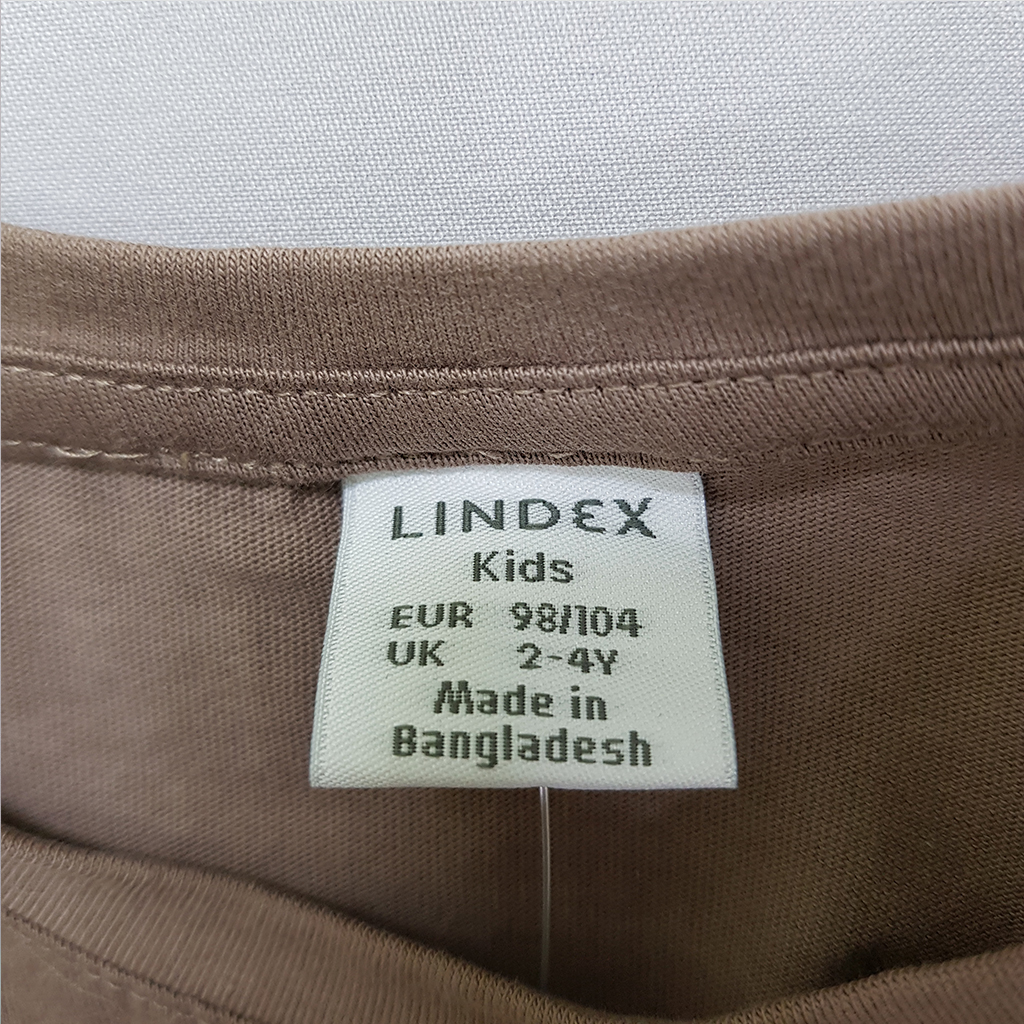 LINDEX
Kids
EUR 98/104
UK 2-4Y
Made in
Bangladesh